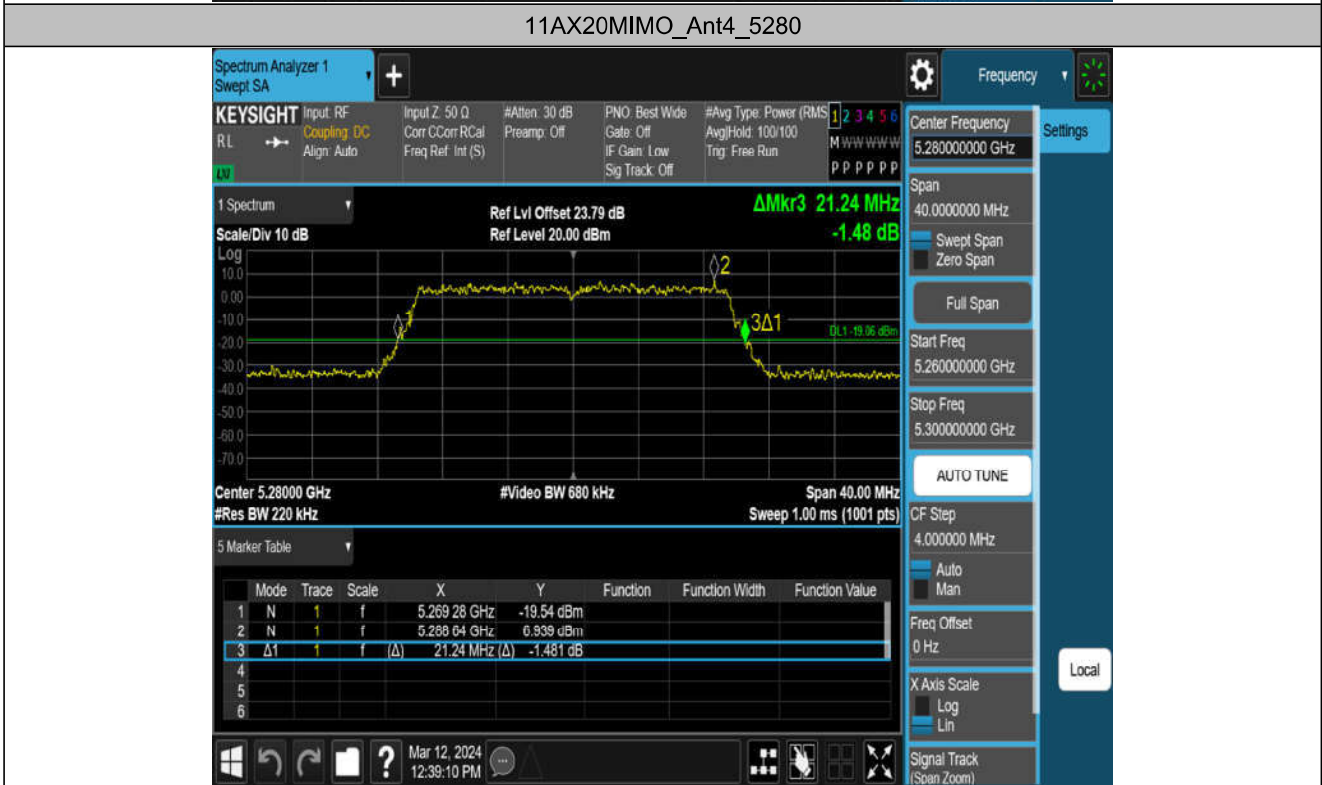 11AX20MIMO_Ant4_5280
Spectrum Analyzer 1
Swept SA
+
Frequency
KEYSIGHT
RL
LXI
Input: RF
Coupling: DC
Align: Auto
Input Z: 50 Ω
Corr CCorr RCal
Freq Ref: Int (S)
#Atten: 30 dB
Preamp: Off
PNO: Best Wide
Gate: Off
IF Gain: Low
Sig Track: Off
#Avg Type: Power (RMS
Avg|Hold: 100/100
Trig: Free Run
1 2 3 4 5 6
M W W W W W
P P P P P P
1 Spectrum
Scale/Div 10 dB
Ref Lvl Offset 23.79 dB
Ref Level 20.00 dBm
ΔMkr3 21.24 MHz
-1.48 dB
Log
10.0
0.00
-10.0
-20.0
-30.0
-40.0
-50.0
-60.0
-70.0
1
2
3Δ1
DL1 -19.06 dBm
Center 5.28000 GHz
#Video BW 680 kHz
Span 40.00 MHz
#Res BW 220 kHz
Sweep 1.00 ms (1001 pts)
5 Marker Table
Mode Trace Scale X Y Function Function Width Function Value
1 N 1 f 5.269 28 GHz -19.54 dBm
2 N 1 f 5.288 64 GHz 6.939 dBm
3 Δ1 1 f (Δ) 21.24 MHz (Δ) -1.481 dB
4
5
6
Mar 12, 2024
12:39:10 PM
?
Center Frequency
5.280000000 GHz
Settings
Span
40.0000000 MHz
Swept Span
Zero Span
Full Span
Start Freq
5.260000000 GHz
Stop Freq
5.300000000 GHz
AUTO TUNE
CF Step
4.000000 MHz
Auto
Man
Freq Offset
0 Hz
Local
X Axis Scale
Log
Lin
Signal Track
(Span Zoom)